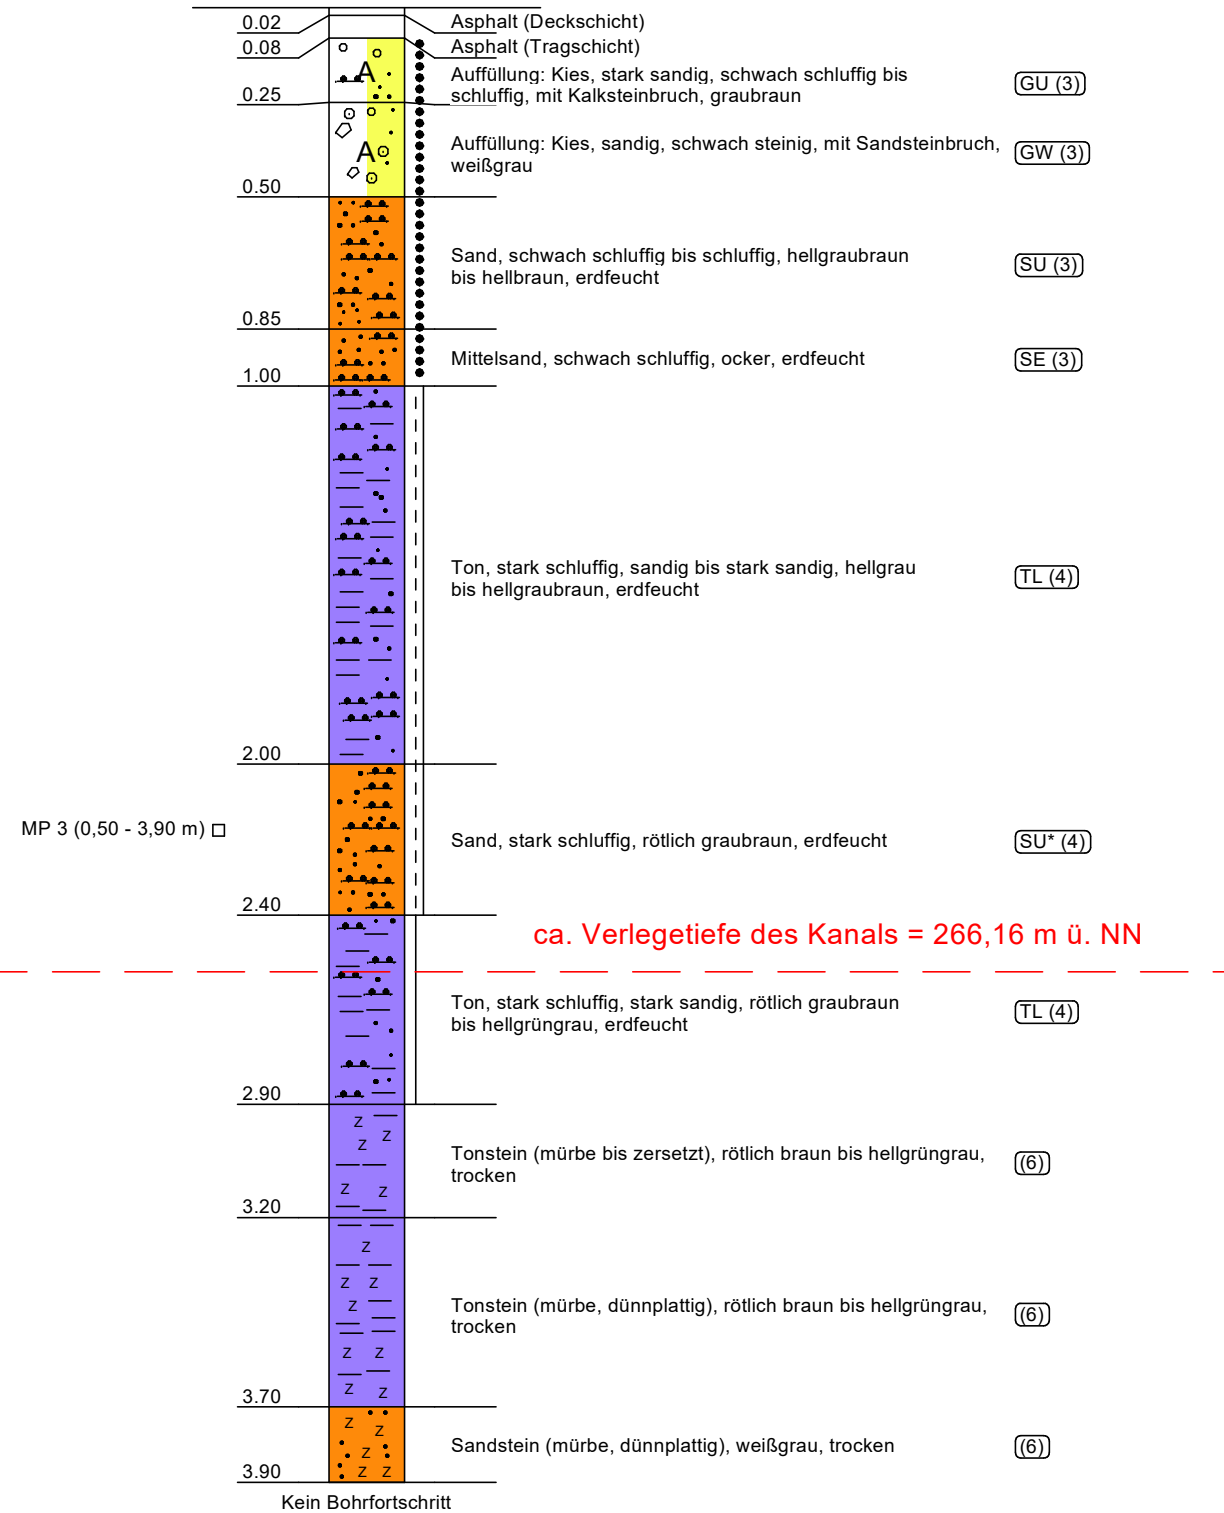 0.02
Asphalt (Deckschicht)
0.08
Asphalt (Tragschicht)
A
Auffüllung: Kies, stark sandig, schwach schluffig bis
schluffig, mit Kalksteinbruch, graubraun
GU (3)
0.25
A
Auffüllung: Kies, sandig, schwach steinig, mit Sandsteinbruch,
weißgrau
GW (3)
0.50
Sand, schwach schluffig bis schluffig, hellgraubraun
bis hellbraun, erdfeucht
SU (3)
0.85
Mittelsand, schwach schluffig, ocker, erdfeucht
SE (3)
1.00
Ton, stark schluffig, sandig bis stark sandig, hellgrau
bis hellgraubraun, erdfeucht
TL (4)
2.00
MP 3 (0,50 - 3,90 m)
Sand, stark schluffig, rötlich graubraun, erdfeucht
SU* (4)
2.40
ca. Verlegetiefe des Kanals = 266,16 m ü. NN
Ton, stark schluffig, stark sandig, rötlich graubraun
bis hellgrüngrau, erdfeucht
TL (4)
2.90
Z
Z
Z
Tonstein (mürbe bis zersetzt), rötlich braun bis hellgrüngrau,
trocken
(6)
Z Z
3.20
Z
Z Z
Z
Tonstein (mürbe, dünnplattig), rötlich braun bis hellgrüngrau,
trocken
(6)
Z Z
Z Z
3.70
Z Z
Z
Sandstein (mürbe, dünnplattig), weißgrau, trocken
(6)
Z Z
3.90
Kein Bohrfortschritt